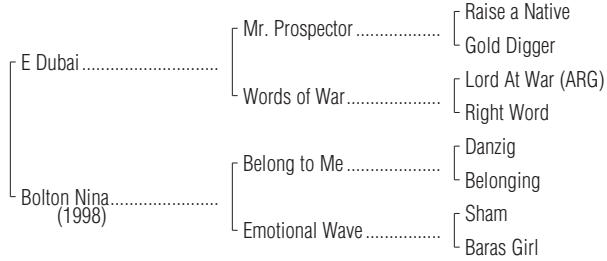 Raise a Native
Mr. Prospector ..................
Gold Digger
E Dubai .............................
Lord At War (ARG)
Words of War ....................
Right Word
Danzig
Belong to Me ....................
Belonging
Bolton Nina .......................
(1998)
Sham
Emotional Wave ................
Baras Girl